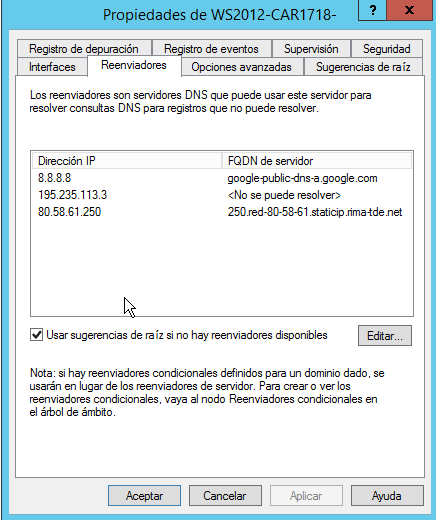 Propiedades de WS2012-CAR1718-
? x
Registro de depuración Registro de eventos Supervisión Seguridad
Interfaces Reenviadores Opciones avanzadas Sugerencias de raíz
Los reenviadores son servidores DNS que puede usar este servidor para
resolver consultas DNS para registros que no puede resolver.
Dirección IP FQDN de servidor
8.8.8.8 google-public-dns-a.google.com
195.235.113.3 <No se puede resolver>
80.58.61.250 250.red-80-58-61.staticip.rima-tde.net
Usar sugerencias de raíz si no hay reenviadores disponibles Editar...
Nota: si hay reenviadores condicionales definidos para un dominio dado, se
usarán en lugar de los reenviadores de servidor. Para crear o ver los
reenviadores condicionales, vaya al nodo Reenviadores condicionales en
el árbol de ámbito.
Aceptar Cancelar Aplicar Ayuda